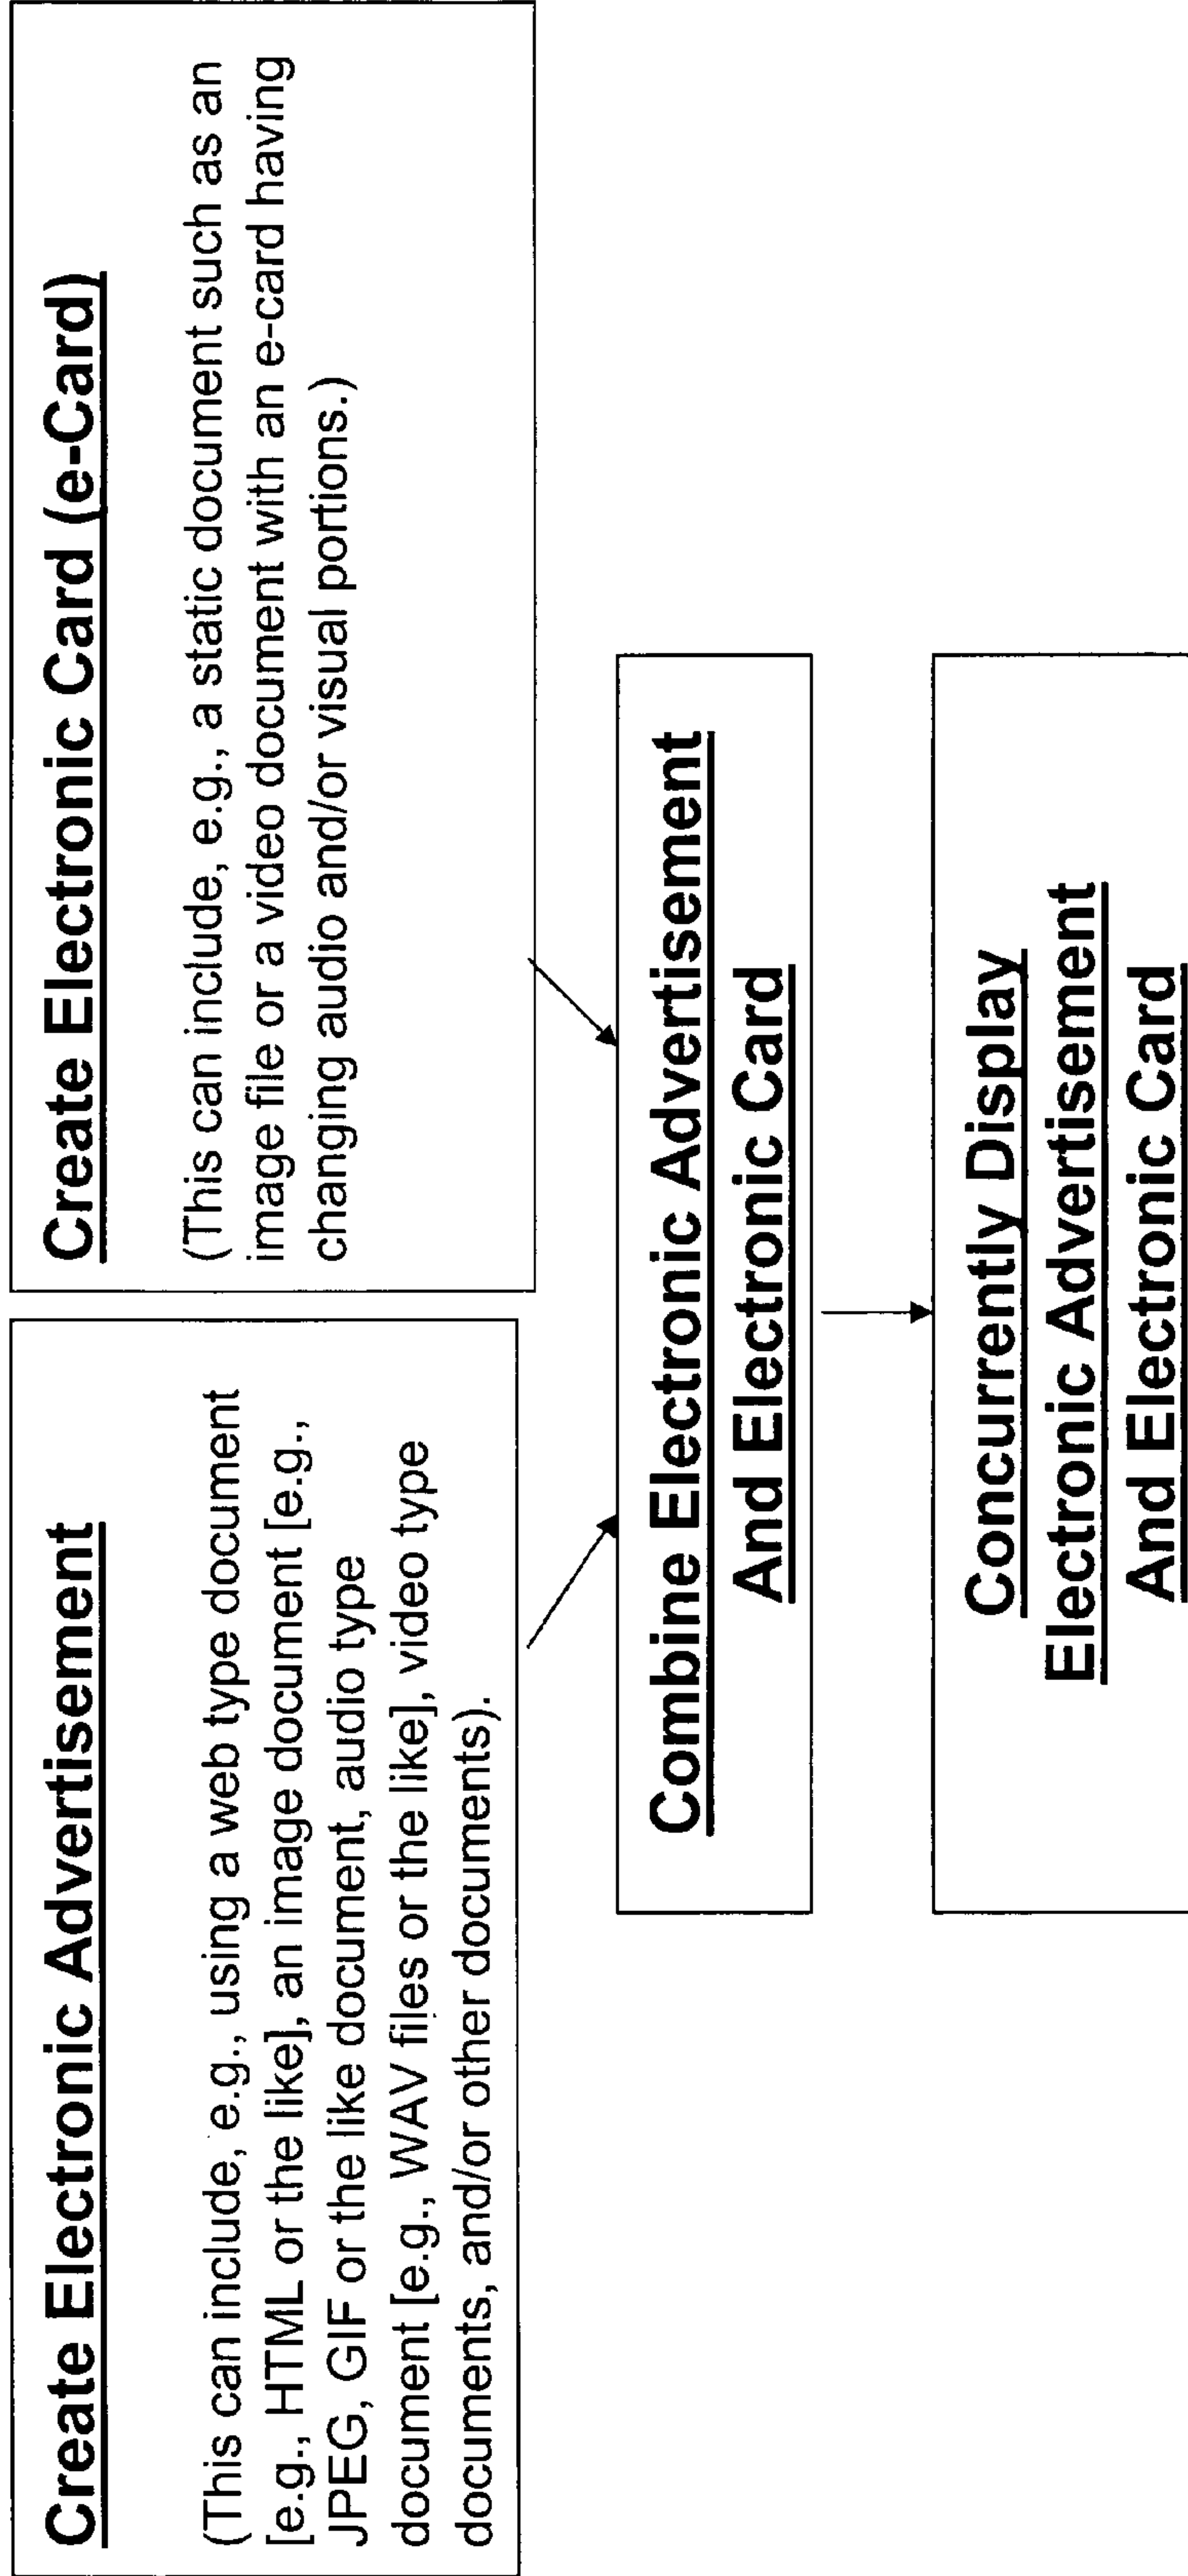 Create Electronic Advertisement
(This can include, e.g., using a web type document
[e.g., HTML or the like], an image document [e.g.,
JPEG, GIF or the like document, audio type
document [e.g., WAV files or the like], video type
documents, and/or other documents).
Create Electronic Card (e-Card)
(This can include, e.g., a static document such as an
image file or a video document with an e-card having
changing audio and/or visual portions.)
Combine Electronic Advertisement
And Electronic Card
Concurrently Display
Electronic Advertisement
And Electronic Card